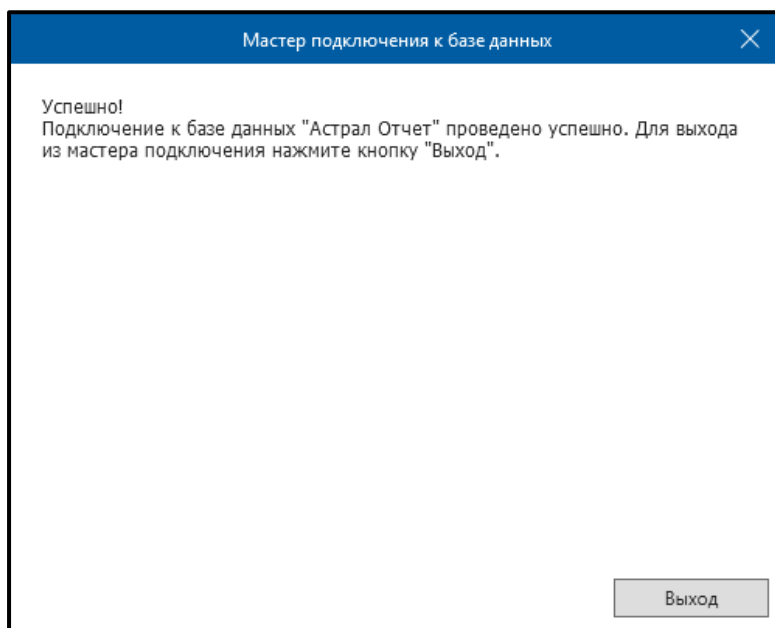 Мастер подключения к базе данных
Успешно!
Подключение к базе данных "Астрал Отчет" проведено успешно. Для выхода
из мастера подключения нажмите кнопку "Выход".
Выход